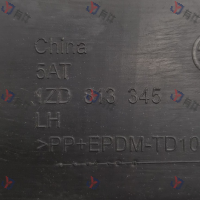 China
5AT
1ZD 813 345
LH
>PP+EPDM-TD10